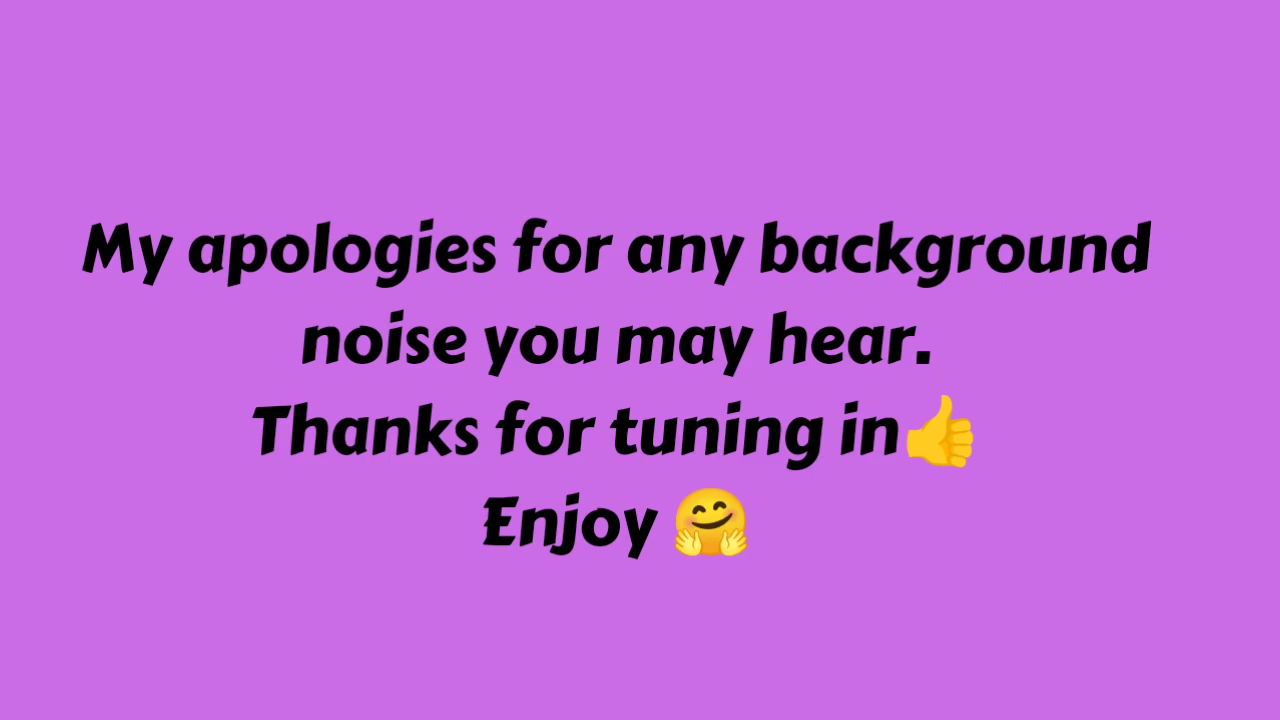 My apologies for any background
noise you may hear.
Thanks for tuning in👍
Enjoy 🤗